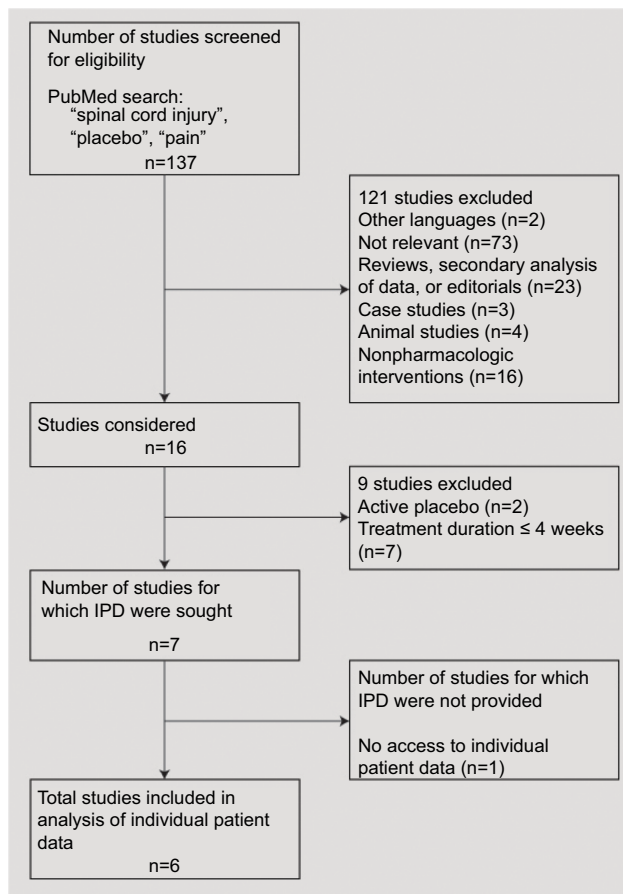 Number of studies screened
for eligibility
PubMed search:
“spinal cord injury”,
“placebo”, “pain”
n=137
121 studies excluded
Other languages (n=2)
Not relevant (n=73)
Reviews, secondary analysis
of data, or editorials (n=23)
Case studies (n=3)
Animal studies (n=4)
Nonpharmacologic
interventions (n=16)
Studies considered
n=16
9 studies excluded
Active placebo (n=2)
Treatment duration ≤ 4 weeks
(n=7)
Number of studies for
which IPD were sought
n=7
Number of studies for which
IPD were not provided
No access to individual
patient data (n=1)
Total studies included in
analysis of individual patient
data
n=6